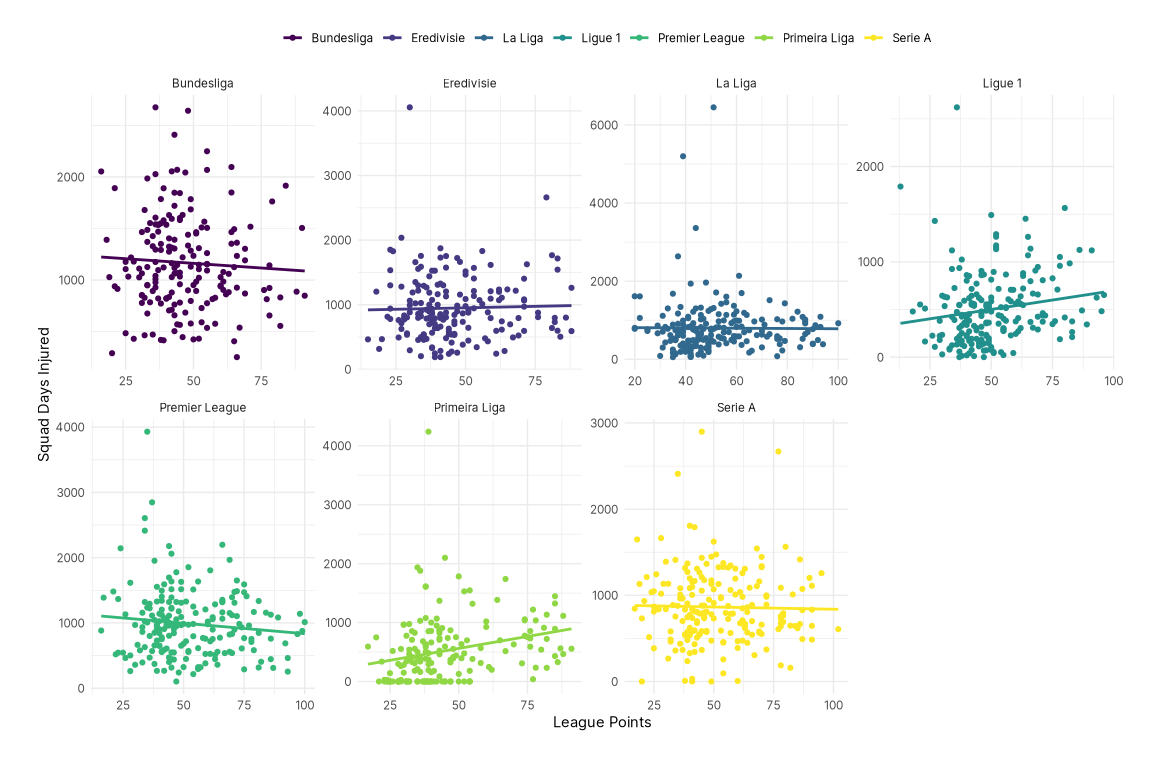 Bundesliga Eredivisie La Liga Ligue 1 Premier League Primeira Liga Serie A
Bundesliga Eredivisie La Liga Ligue 1
2000
1000
25 50 75
4000
3000
2000
1000
0
25 50 75
6000
4000
2000
0
20 40 60 80 100
2000
1000
0
25 50 75 100
Squad Days Injured
Premier League Primeira Liga Serie A
4000
3000
2000
1000
0
25 50 75 100
4000
3000
2000
1000
0
25 50 75
3000
2000
1000
0
25 50 75 100
League Points